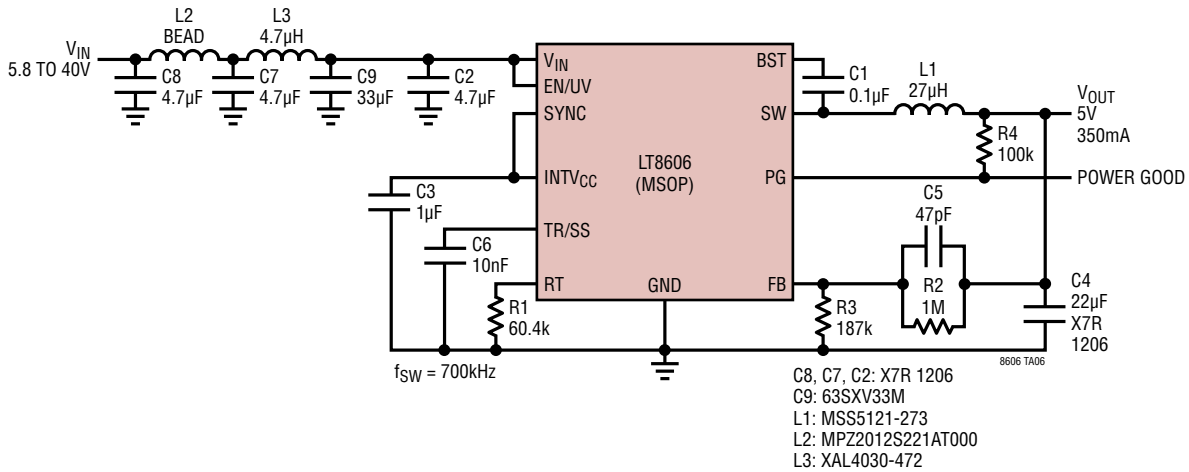 L2
BEAD
L3
4.7µH
VIN
5.8 TO 40V
C8
4.7µF
C7
4.7µF
C9
33µF
C2
4.7µF
VIN
EN/UV
SYNC
INTVCC
TR/SS
RT
GND
LT8606
(MSOP)
BST
SW
PG
FB
C1
0.1µF
L1
27µH
VOUT
5V
350mA
R4
100k
POWER GOOD
C3
1µF
C6
10nF
R1
60.4k
C5
47pF
R2
1M
R3
187k
C4
22µF
X7R
1206
fSW = 700kHz
8606 TA06
C8, C7, C2: X7R 1206
C9: 63SXV33M
L1: MSS5121-273
L2: MPZ2012S221AT000
L3: XAL4030-472